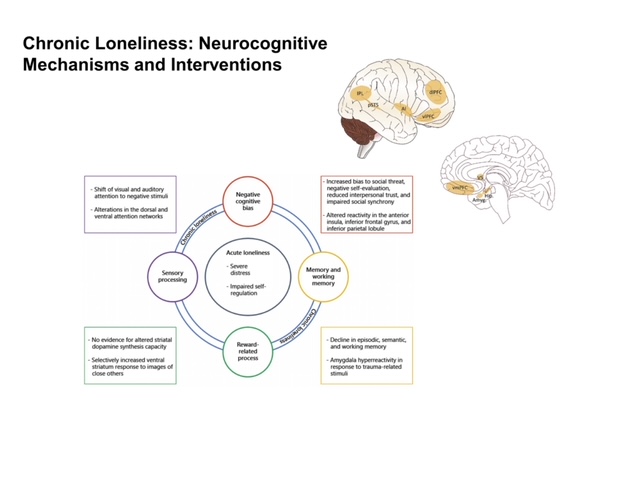 Chronic Loneliness: Neurocognitive
Mechanisms and Interventions
IPL
pSTS
AI
dlPFC
vlPFC
vmPFC
VS
Hip
Amyg
- Shift of visual and auditory
attention to negative stimuli
- Alterations in the dorsal and
ventral attention networks
Negative
cognitive
bias
- Increased bias to social threat,
negative self-evaluation,
reduced interpersonal trust, and
impaired social synchrony
- Altered reactivity in the anterior
insula, inferior frontal gyrus, and
inferior parietal lobule
Chronic loneliness
Sensory
processing
Acute loneliness
- Severe
distress
- Impaired self-
regulation
Memory and
working
memory
Chronic loneliness
- No evidence for altered striatal
dopamine synthesis capacity
- Selectively increased ventral
striatum response to images of
close others
Reward-
related
process
- Decline in episodic, semantic,
and working memory
- Amygdala hyperreactivity in
response to trauma-related
stimuli